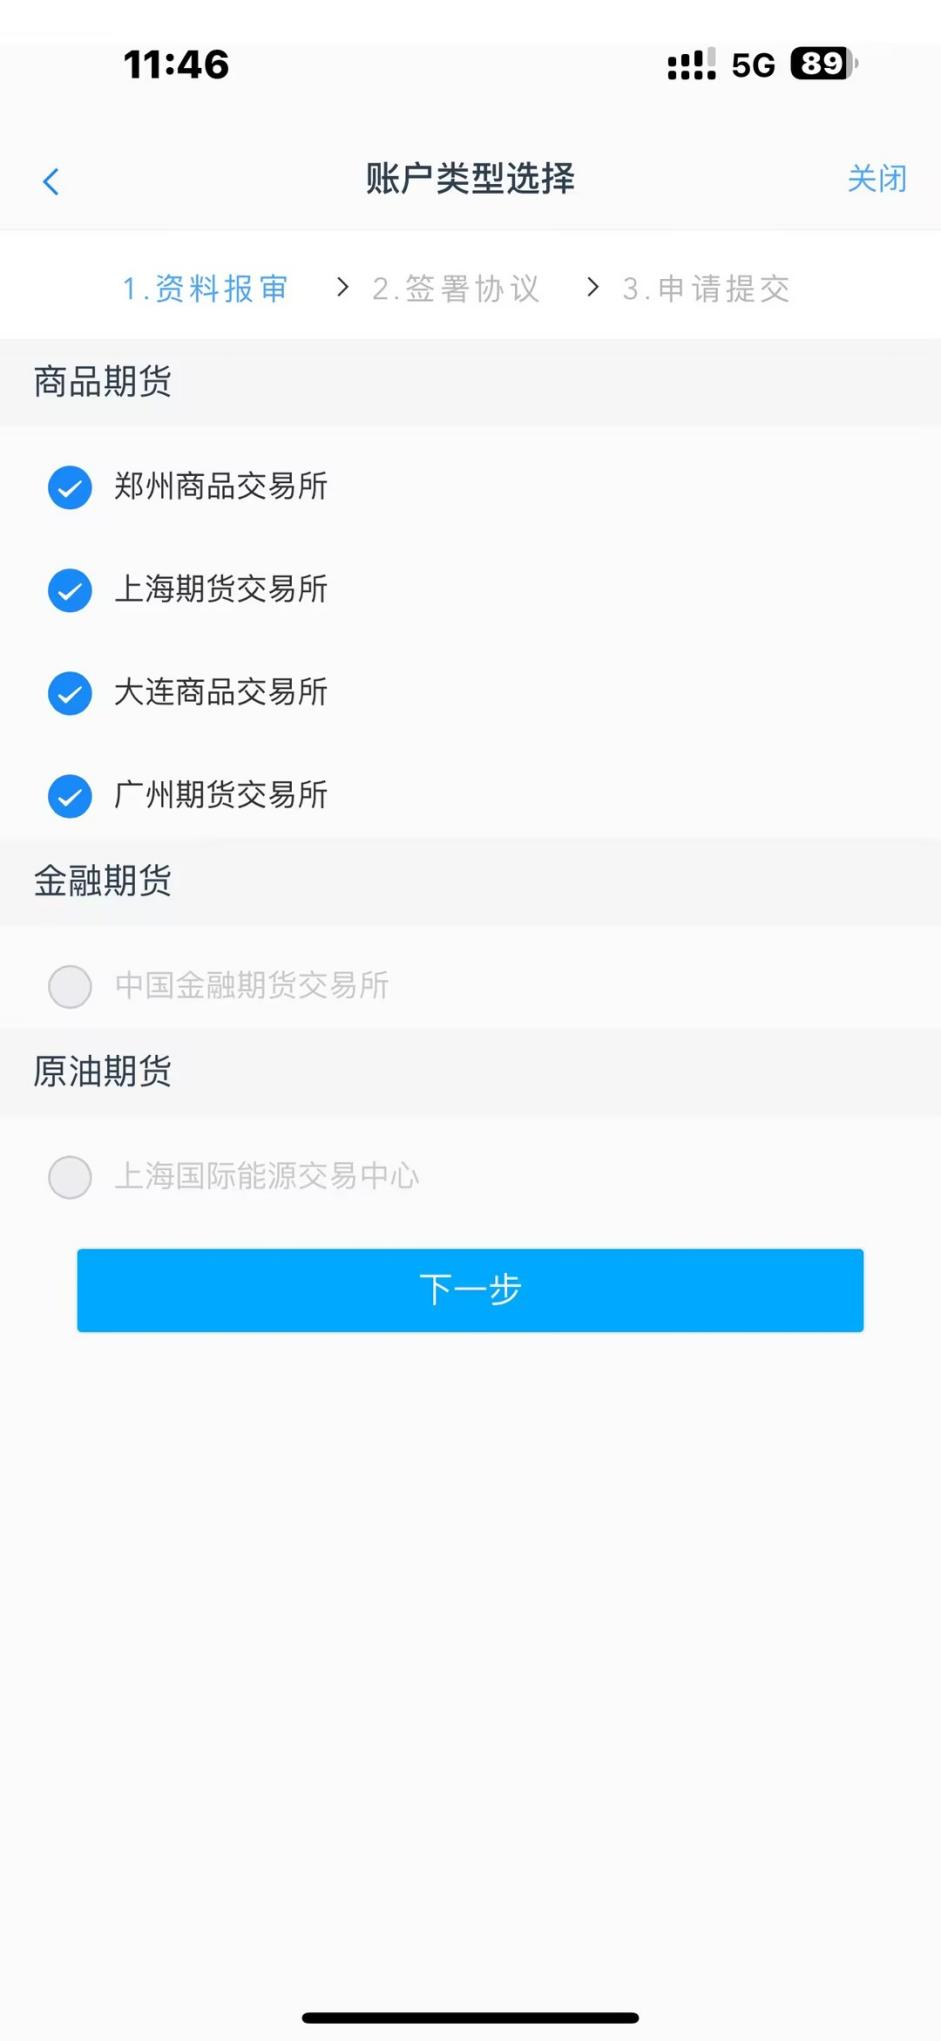 11:46
5G 89
账户类型选择
关闭
1.资料报审 > 2.签署协议 > 3.申请提交
商品期货
郑州商品交易所
上海期货交易所
大连商品交易所
广州期货交易所
金融期货
中国金融期货交易所
原油期货
上海国际能源交易中心
下一步